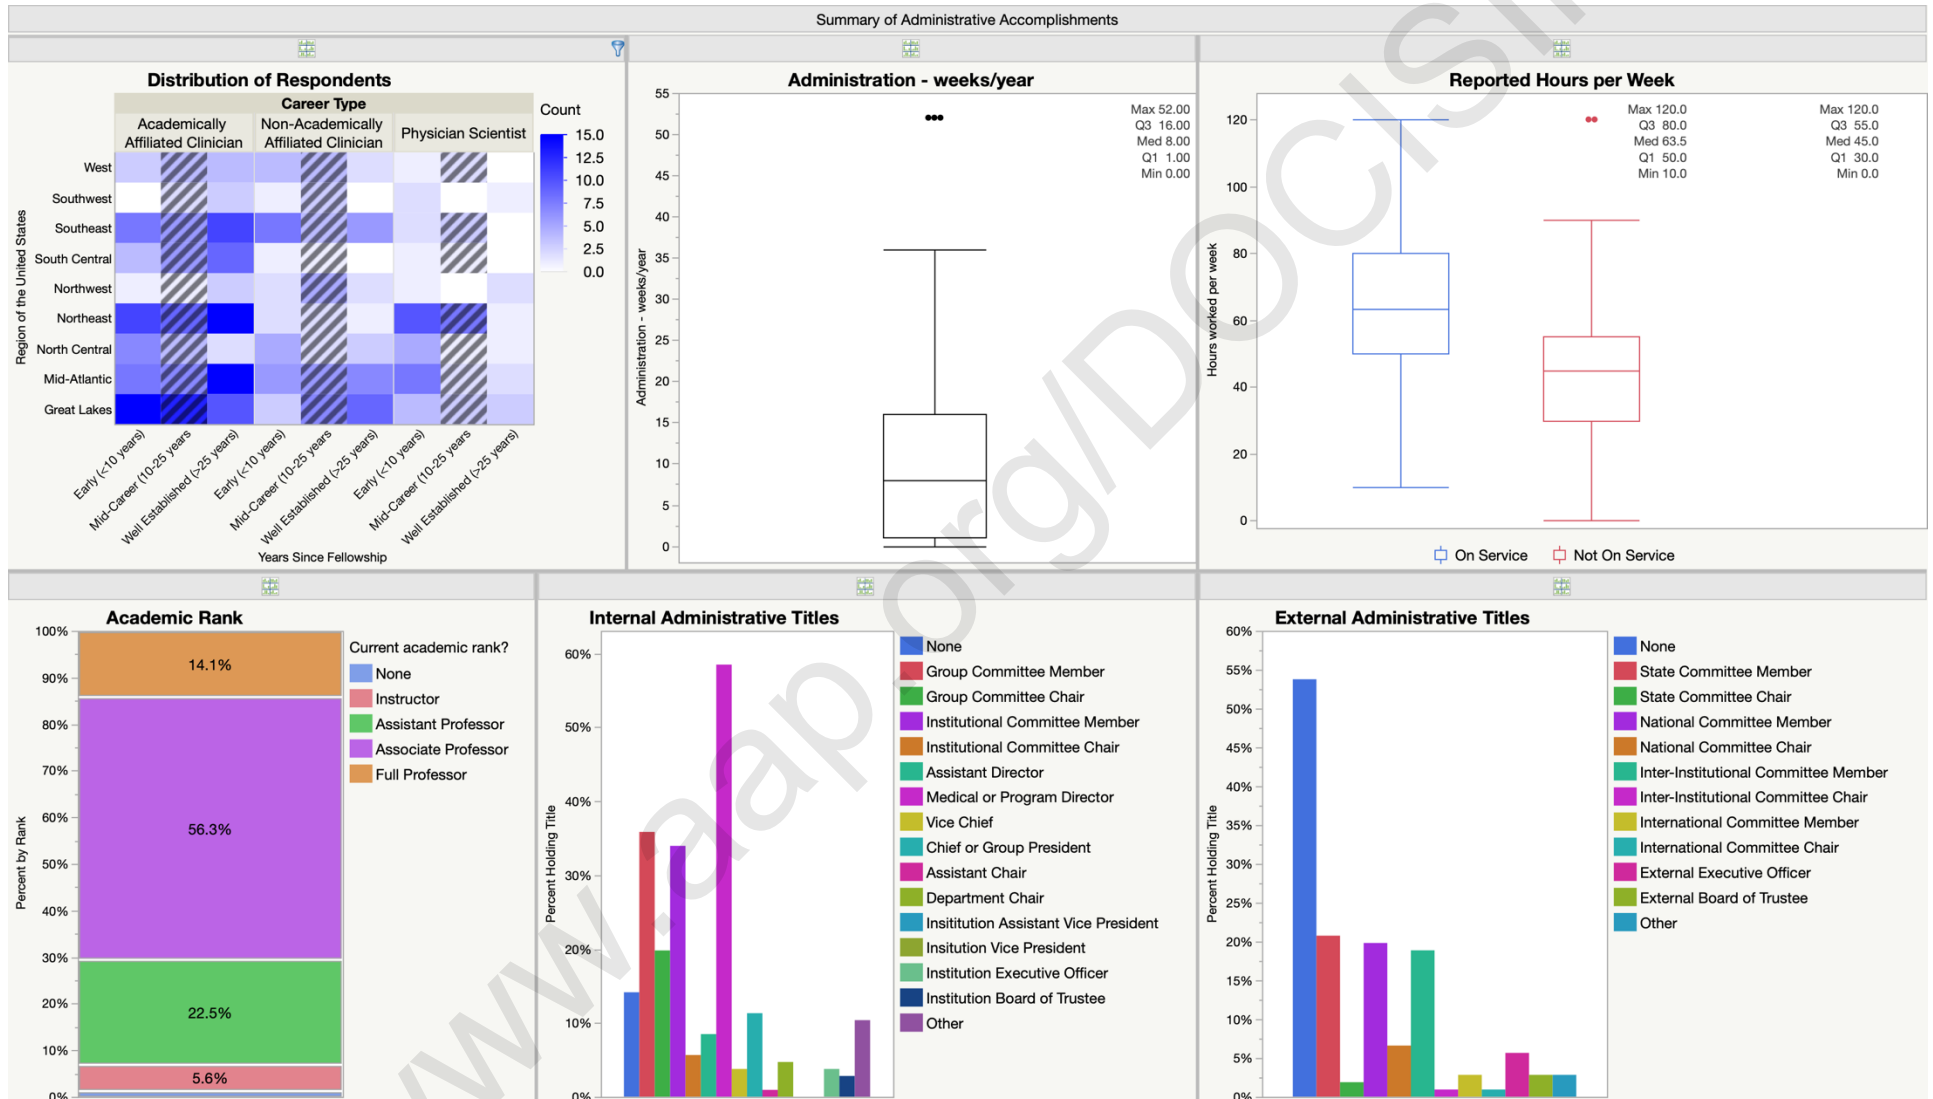 Summary of Administrative Accomplishments
Distribution of Respondents
Career Type
Academically Affiliated Clinician
Non-Academically Affiliated Clinician
Physician Scientist
Count
15.0
12.5
10.0
7.5
5.0
2.5
0.0
Region of the United States
West
Southwest
Southeast
South Central
Northwest
Northeast
North Central
Mid-Atlantic
Great Lakes
Early (<10 years)
Mid-Career (10-25 years
Well Established (>25 years)
Early (<10 years)
Mid-Career (10-25 years
Well Established (>25 years)
Early (<10 years)
Mid-Career (10-25 years
Well Established (>25 years)
Years Since Fellowship
Administration - weeks/year
Administration - weeks/year
55
50
45
40
35
30
25
20
15
10
5
0
Max 52.00
Q3 16.00
Med 8.00
Q1 1.00
Min 0.00
Reported Hours per Week
Hours worked per week
120
100
80
60
40
20
0
Max 120.0
Q3 80.0
Med 63.5
Q1 50.0
Min 10.0
Max 120.0
Q3 55.0
Med 45.0
Q1 30.0
Min 0.0
On Service
Not On Service
Academic Rank
Percent by Rank
100%
90%
80%
70%
60%
50%
40%
30%
20%
10%
0%
14.1%
56.3%
22.5%
5.6%
Current academic rank?
None
Instructor
Assistant Professor
Associate Professor
Full Professor
Internal Administrative Titles
Percent Holding Title
60%
50%
40%
30%
20%
10%
0%
None
Group Committee Member
Group Committee Chair
Institutional Committee Member
Institutional Committee Chair
Assistant Director
Medical or Program Director
Vice Chief
Chief or Group President
Assistant Chair
Department Chair
Insititution Assistant Vice President
Insitution Vice President
Institution Executive Officer
Institution Board of Trustee
Other
External Administrative Titles
Percent Holding Title
60%
55%
50%
45%
40%
35%
30%
25%
20%
15%
10%
5%
0%
None
State Committee Member
State Committee Chair
National Committee Member
National Committee Chair
Inter-Institutional Committee Member
Inter-Institutional Committee Chair
International Committee Member
International Committee Chair
External Executive Officer
External Board of Trustee
Other